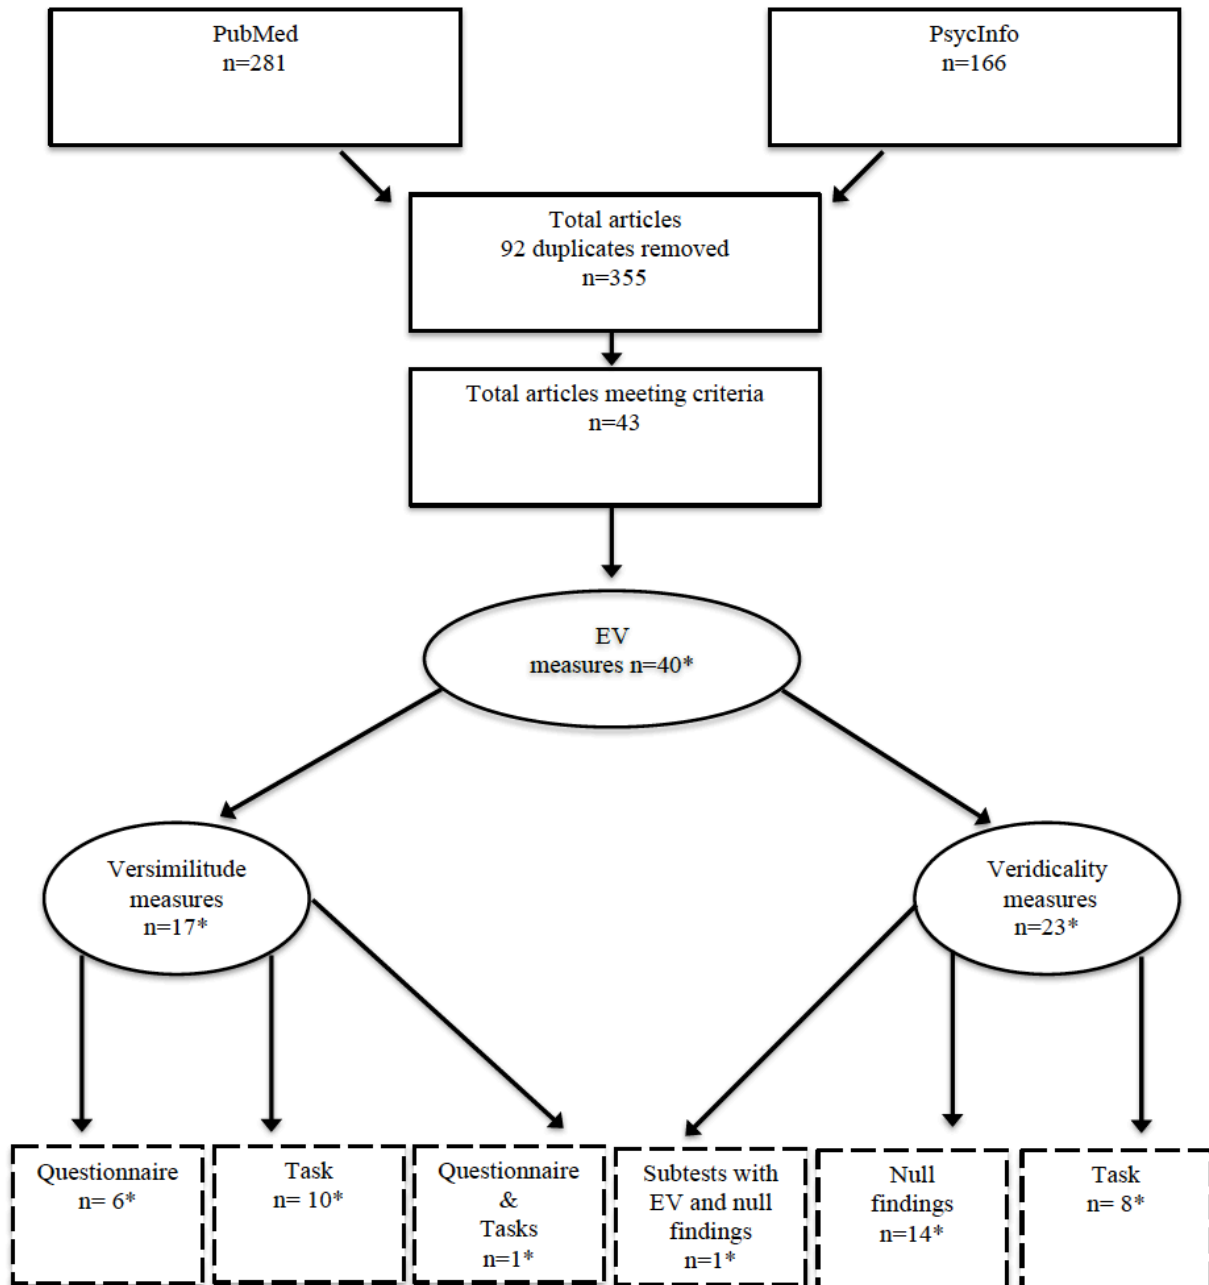 PubMed
n=281
PsycInfo
n=166
Total articles
92 duplicates removed
n=355
Total articles meeting criteria
n=43
EV
measures n=40*
Versimilitude
measures
n=17*
Veridicality
measures
n=23*
Questionnaire
n= 6*
Task
n= 10*
Questionnaire
&
Tasks
n=1*
Subtests with
EV and null
findings
n=1*
Null
findings
n=14*
Task
n= 8*